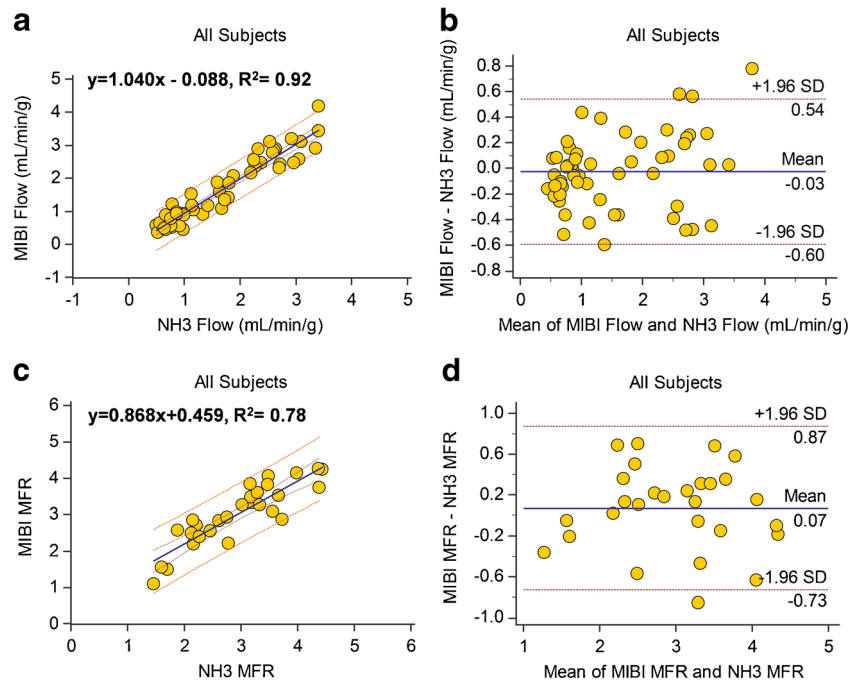 a
All Subjects
y=1.040x - 0.088, R²= 0.92
MIBI Flow (mL/min/g)
5
4
3
2
1
0
-1
-1 0 1 2 3 4 5
NH3 Flow (mL/min/g)
b
All Subjects
MIBI Flow - NH3 Flow (mL/min/g)
0.8
0.6
0.4
0.2
0.0
-0.2
-0.4
-0.6
-0.8
+1.96 SD
0.54
Mean
-0.03
-1.96 SD
-0.60
0 1 2 3 4 5
Mean of MIBI Flow and NH3 Flow (mL/min/g)
c
All Subjects
y=0.868x+0.459, R²= 0.78
MIBI MFR
6
5
4
3
2
1
0
0 1 2 3 4 5 6
NH3 MFR
d
All Subjects
MIBI MFR - NH3 MFR
1.0
0.6
0.2
-0.2
-0.6
-1.0
+1.96 SD
0.87
Mean
0.07
-1.96 SD
-0.73
1 2 3 4 5
Mean of MIBI MFR and NH3 MFR